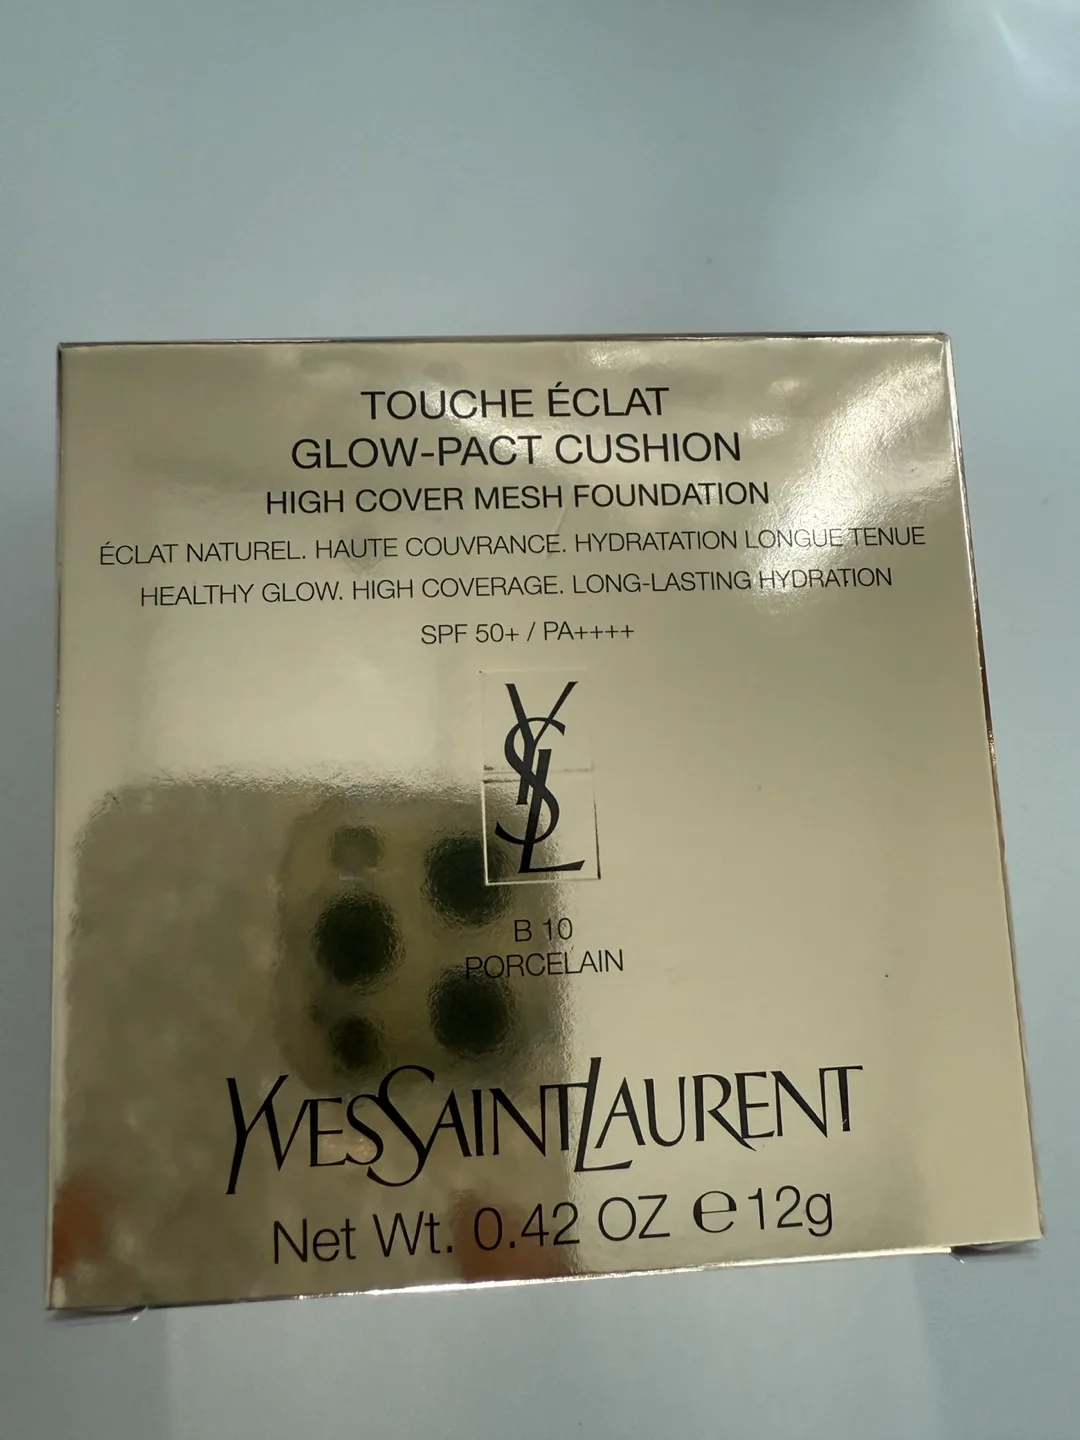 TOUCHE ÉCLAT
GLOW-PACT CUSHION
HIGH COVER MESH FOUNDATION
ÉCLAT NATUREL. HAUTE COUVRANCE. HYDRATATION LONGUE TENUE
HEALTHY GLOW. HIGH COVERAGE. LONG-LASTING HYDRATION
SPF 50+ / PA++++
YSL
B 10
PORCELAIN
YVESSAINTLAURENT
Net Wt. 0.42 OZ ℮12g